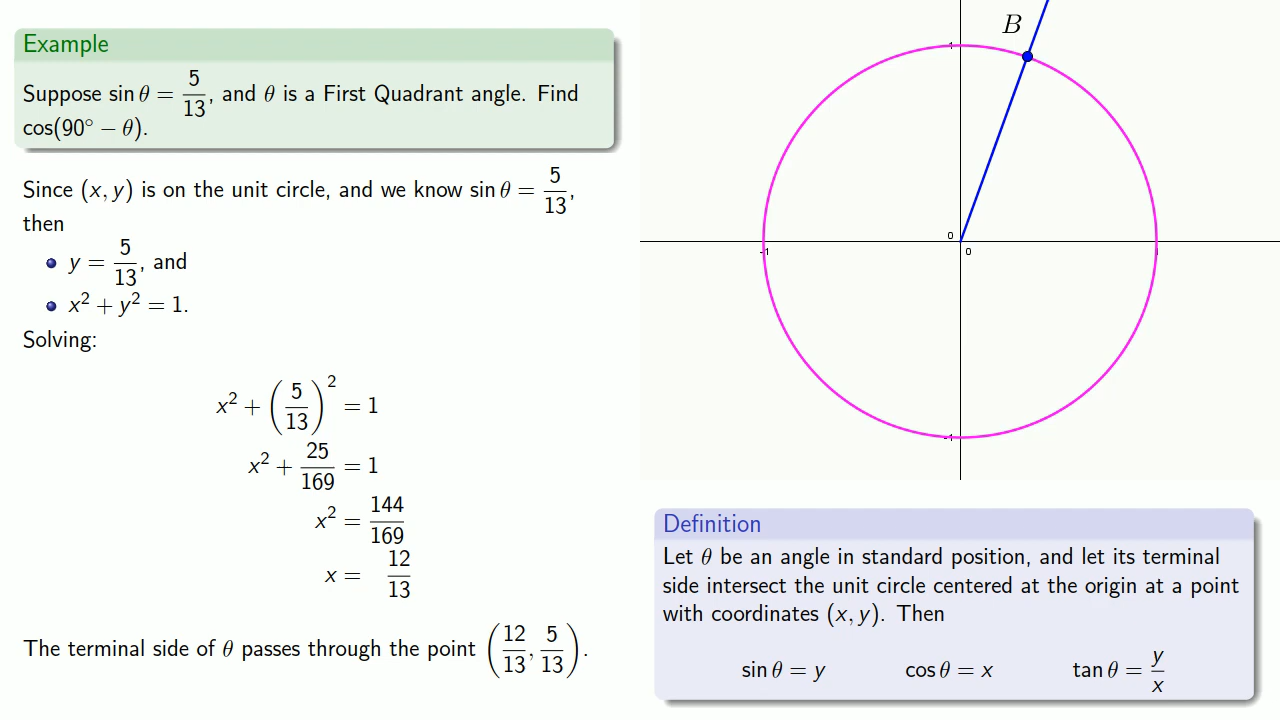 Example
Suppose sin θ = 5/13, and θ is a First Quadrant angle. Find
cos(90° − θ).
Since (x, y) is on the unit circle, and we know sin θ = 5/13,
then
y = 5/13, and
x² + y² = 1.
Solving:
x² + (5/13)² = 1
x² + 25/169 = 1
x² = 144/169
x = 12/13
The terminal side of θ passes through the point (12/13, 5/13).
B
1
0
-1
0
1
-1
Definition
Let θ be an angle in standard position, and let its terminal
side intersect the unit circle centered at the origin at a point
with coordinates (x, y). Then
sin θ = y cos θ = x tan θ = y/x